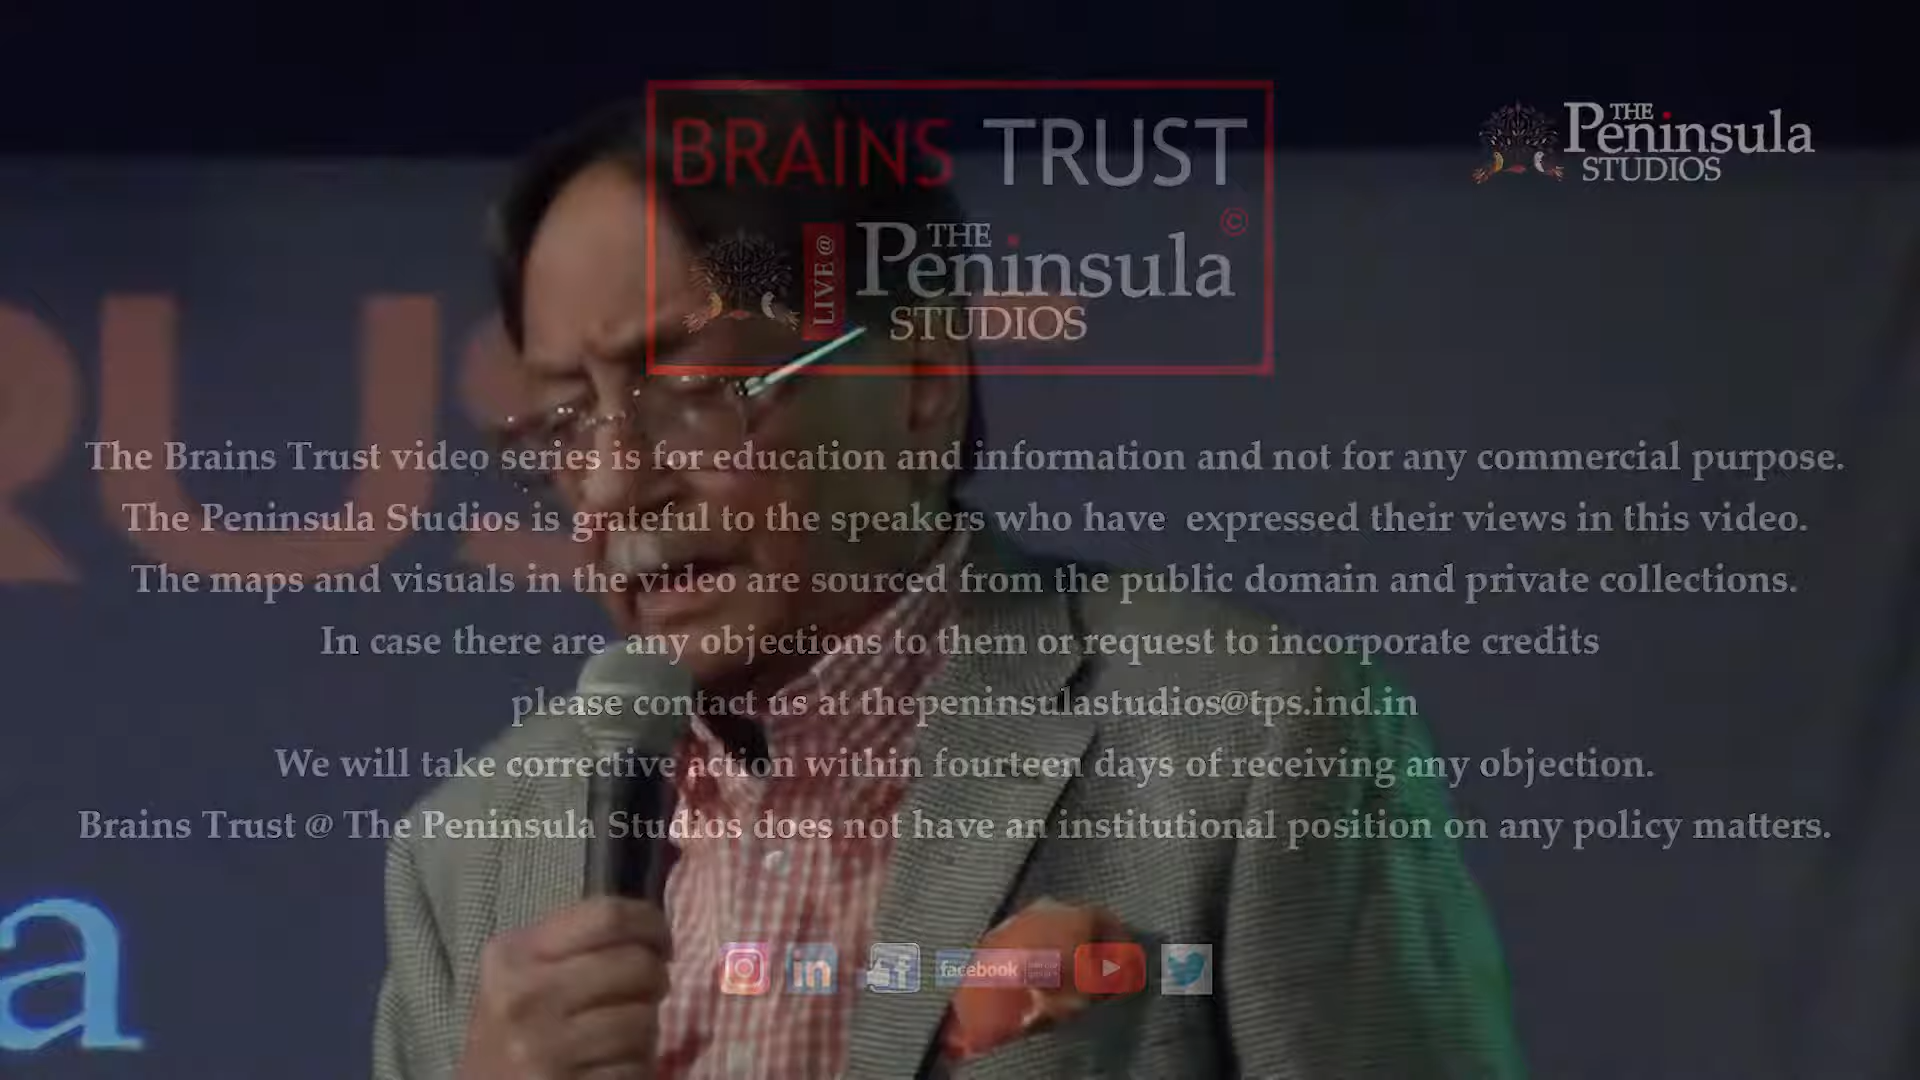 BRAINS TRUST
LIVE@
THE
Peninsula
STUDIOS
©
THE
Peninsula
STUDIOS
RUS
The Brains Trust video series is for education and information and not for any commercial purpose.
The Peninsula Studios is grateful to the speakers who have expressed their views in this video.
The maps and visuals in the video are sourced from the public domain and private collections.
In case there are any objections to them or request to incorporate credits
please contact us at thepeninsulastudios@tps.ind.in
We will take corrective action within fourteen days of receiving any objection.
Brains Trust @ The Peninsula Studios does not have an institutional position on any policy matters.
a
in
f
facebook